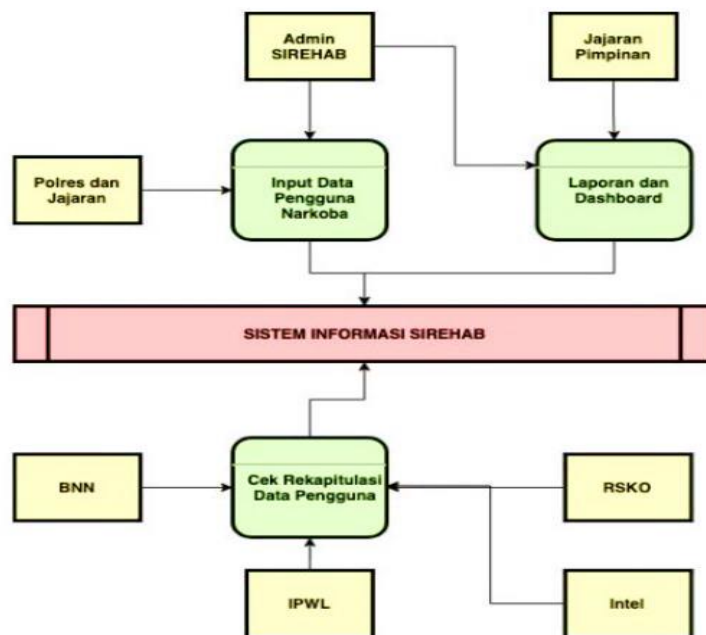 Admin
SIREHAB
Jajaran
Pimpinan
Polres dan
Jajaran
Input Data
Pengguna
Narkoba
Laporan dan
Dashboard
SISTEM INFORMASI SIREHAB
BNN
Cek Rekapitulasi
Data Pengguna
RSKO
IPWL
Intel